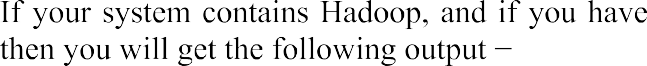 If your system contains Hadoop, and if you have
then you will get the following output −